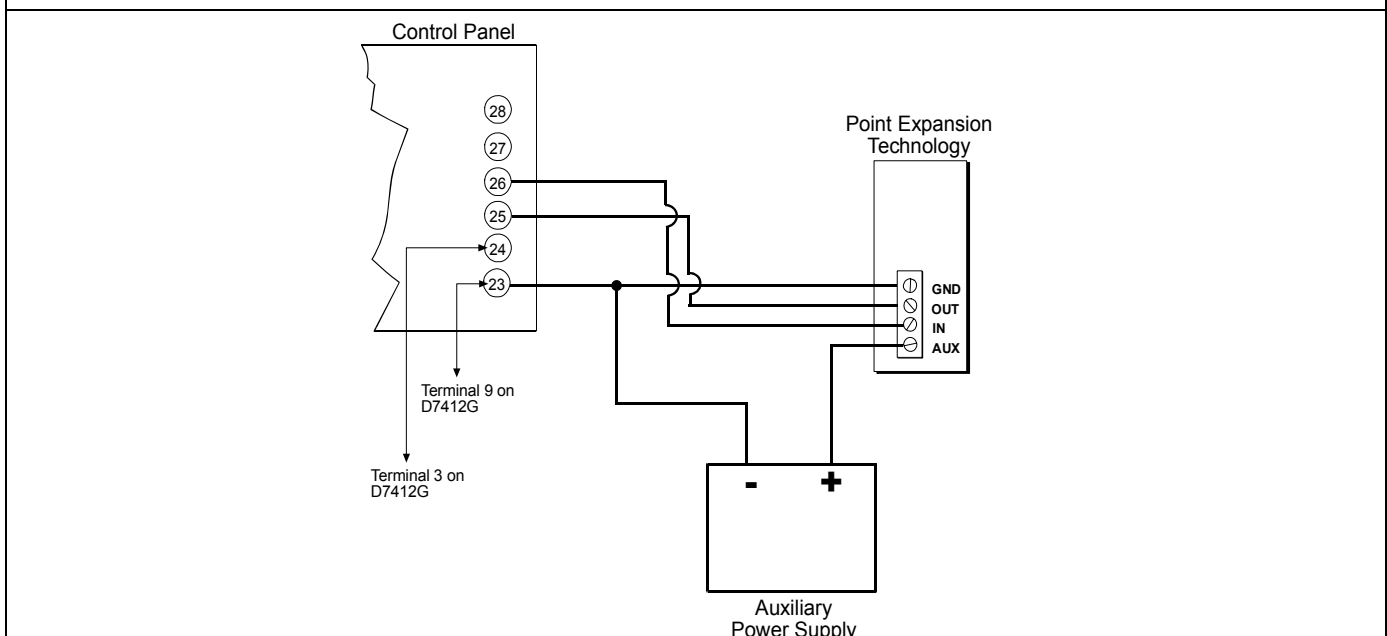 Control Panel
28
27
26
25
24
23
Point Expansion
Technology
GND
OUT
IN
AUX
Terminal 9 on
D7412G
Terminal 3 on
D7412G
- +
Auxiliary
Power Supply